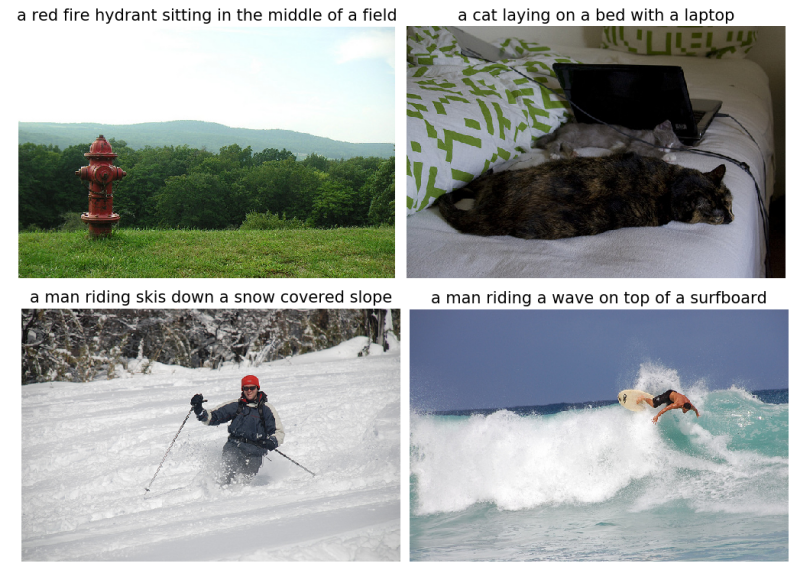 a red fire hydrant sitting in the middle of a field
a cat laying on a bed with a laptop
a man riding skis down a snow covered slope
a man riding a wave on top of a surfboard